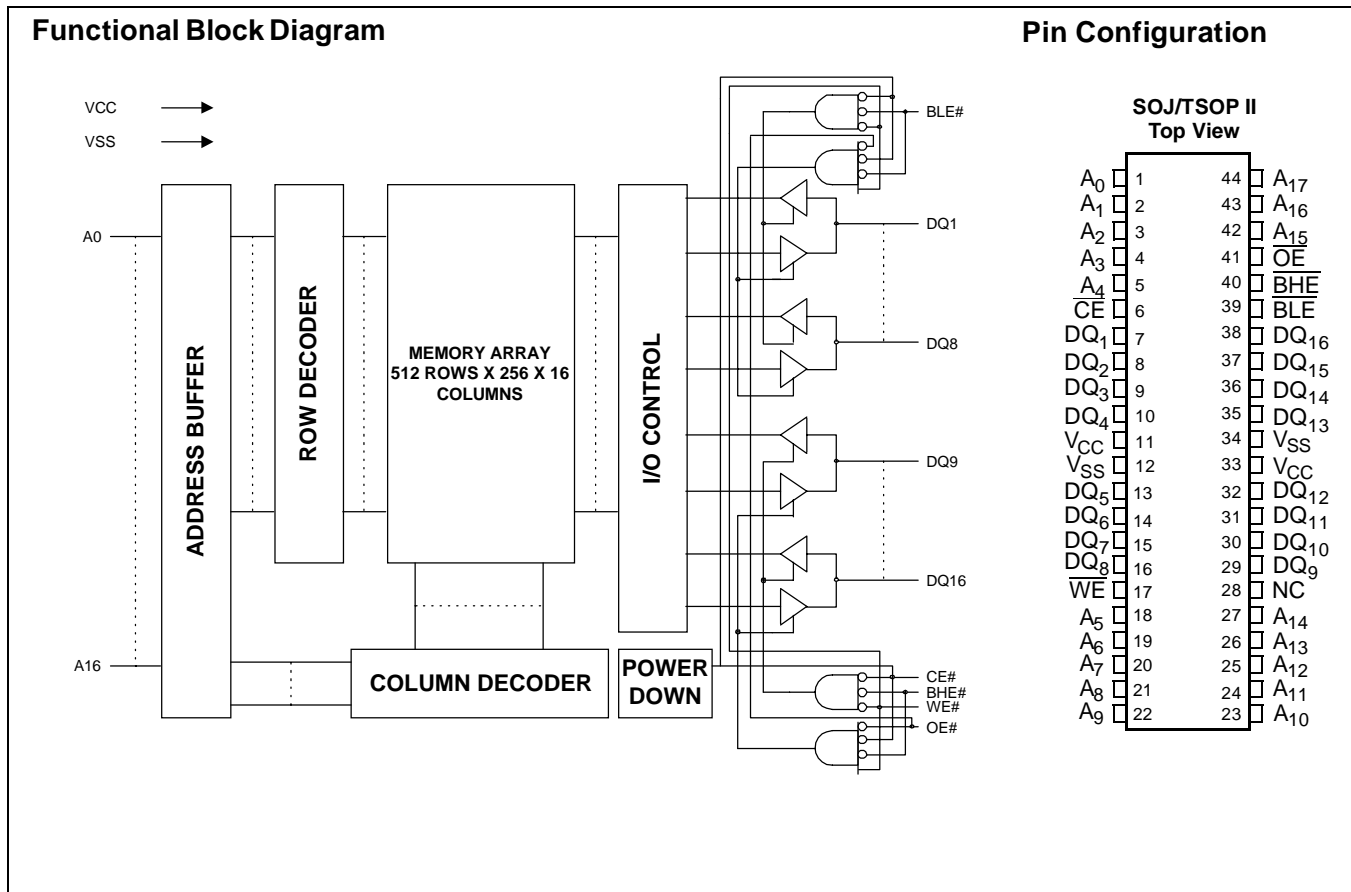 Functional Block Diagram
Pin Configuration
VCC
VSS
A0
A16
ADDRESS BUFFER
ROW DECODER
MEMORY ARRAY
512 ROWS X 256 X 16
COLUMNS
COLUMN DECODER
I/O CONTROL
POWER
DOWN
BLE#
DQ1
DQ8
DQ9
DQ16
CE#
BHE#
WE#
OE#
SOJ/TSOP II
Top View
A0 1 44 A17
A1 2 43 A16
A2 3 42 A15
A3 4 41 OE
A4 5 40 BHE
CE 6 39 BLE
DQ1 7 38 DQ16
DQ2 8 37 DQ15
DQ3 9 36 DQ14
DQ4 10 35 DQ13
VCC 11 34 VSS
VSS 12 33 VCC
DQ5 13 32 DQ12
DQ6 14 31 DQ11
DQ7 15 30 DQ10
DQ8 16 29 DQ9
WE 17 28 NC
A5 18 27 A14
A6 19 26 A13
A7 20 25 A12
A8 21 24 A11
A9 22 23 A10